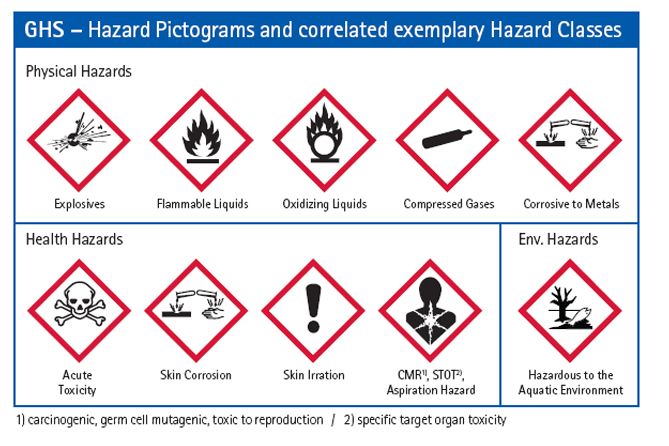 GHS – Hazard Pictograms and correlated exemplary Hazard Classes
Physical Hazards
Explosives
Flammable Liquids
Oxidizing Liquids
Compressed Gases
Corrosive to Metals
Health Hazards
Acute
Toxicity
Skin Corrosion
Skin Irration
CMR1), STOT2),
Aspiration Hazard
Env. Hazards
Hazardous to the
Aquatic Environment
1) carcinogenic, germ cell mutagenic, toxic to reproduction / 2) specific target organ toxicity